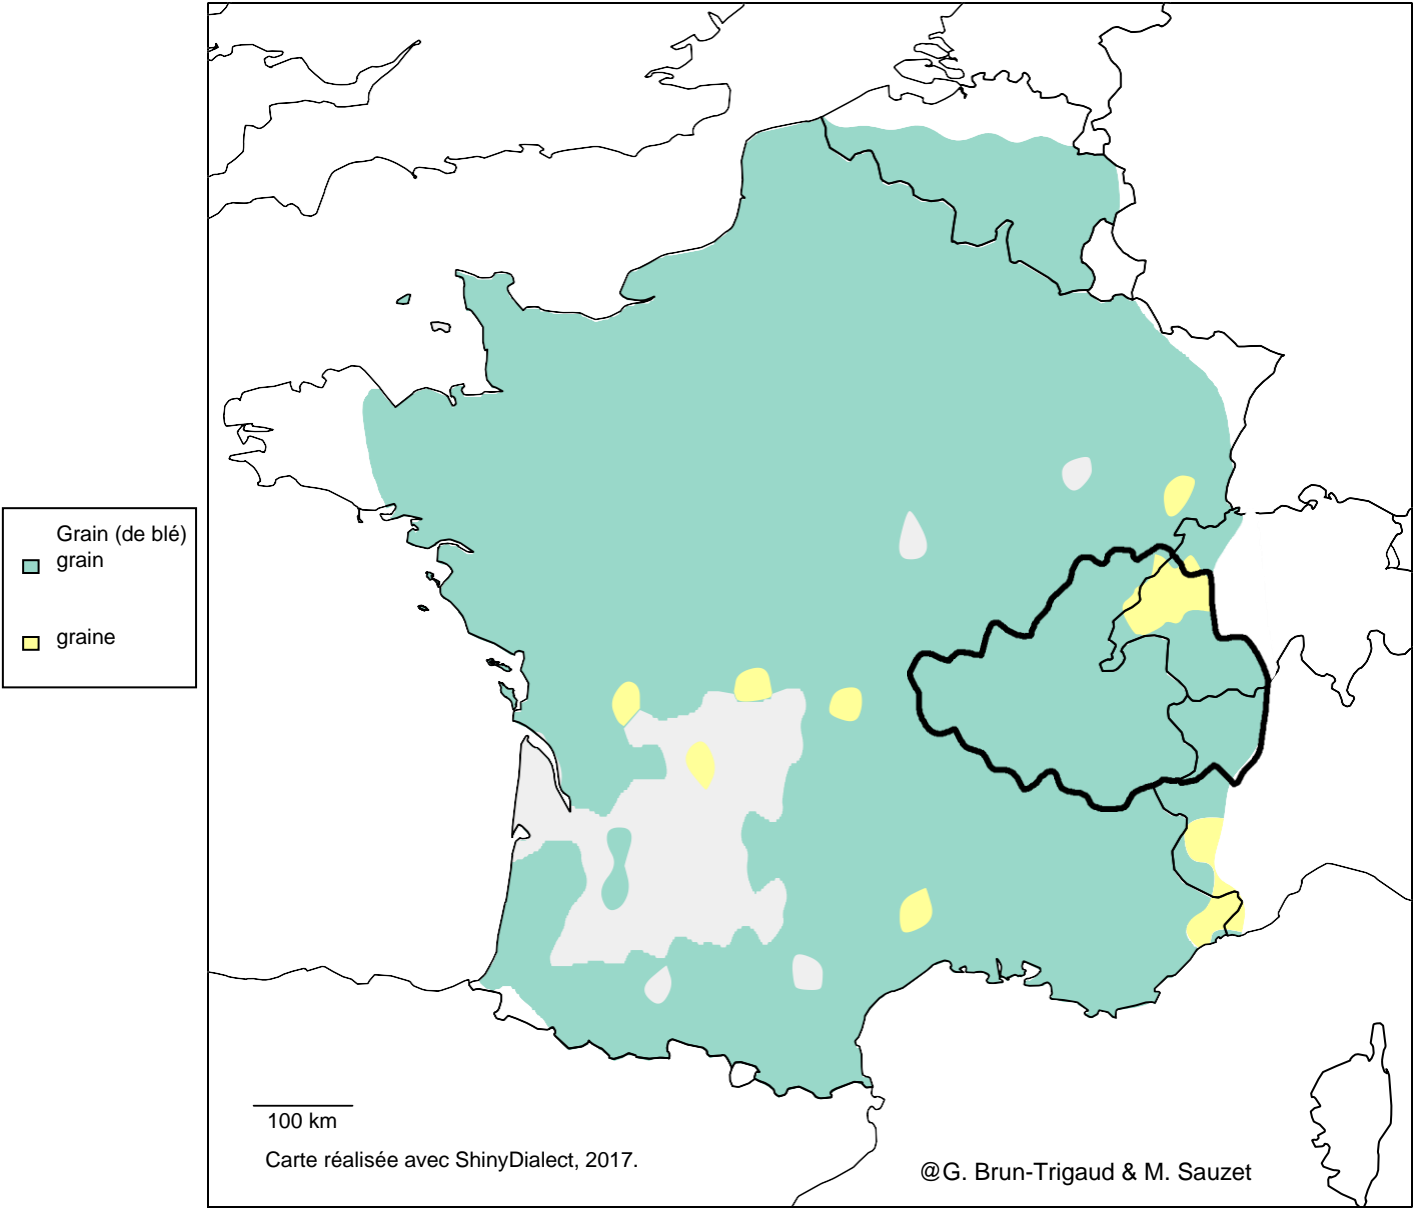 Grain (de blé)
grain
graine
100 km
Carte réalisée avec ShinyDialect, 2017.
@G. Brun-Trigaud & M. Sauzet